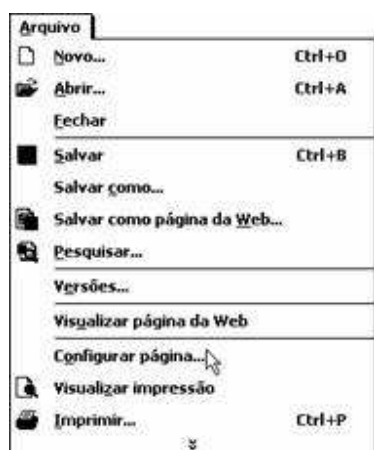 Arquivo
Novo... Ctrl+O
Abrir... Ctrl+A
Fechar
Salvar Ctrl+B
Salvar como...
Salvar como página da Web...
Pesquisar...
Versões...
Visualizar página da Web
Configurar página...
Visualizar impressão
Imprimir... Ctrl+P